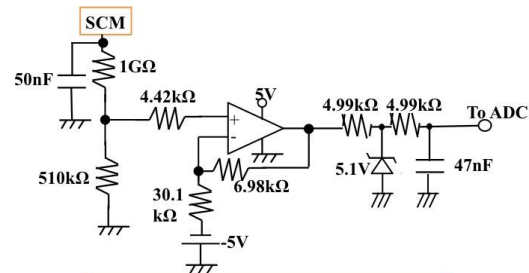 SCM
1GΩ
50nF
4.42kΩ
5V
4.99kΩ 4.99kΩ
To ADC
+
-
510kΩ
6.98kΩ
5.1V
47nF
30.1
kΩ
-5V